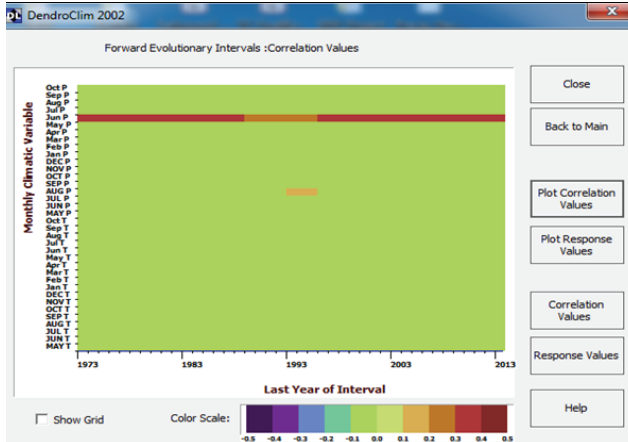 DendroClim 2002
Forward Evolutionary Intervals :Correlation Values
Monthly Climatic Variable
Oct P
Sep P
Aug P
Jul P
Jun P
May P
Apr P
Mar P
Feb P
Jan P
DEC P
NOV P
OCT P
SEP P
AUG P
JUL P
JUN P
MAY P
Oct T
Sep T
Aug T
Jul T
Jun T
May T
Apr T
Mar T
Feb T
Jan T
DEC T
NOV T
OCT T
SEP T
AUG T
JUL T
JUN T
MAY T
1973 1983 1993 2003 2013
Last Year of Interval
Show Grid
Color Scale:
-0.5 -0.4 -0.3 -0.2 -0.1 0.0 0.1 0.2 0.3 0.4 0.5
Close
Back to Main
Plot Correlation
Values
Plot Response
Values
Correlation
Values
Response Values
Help